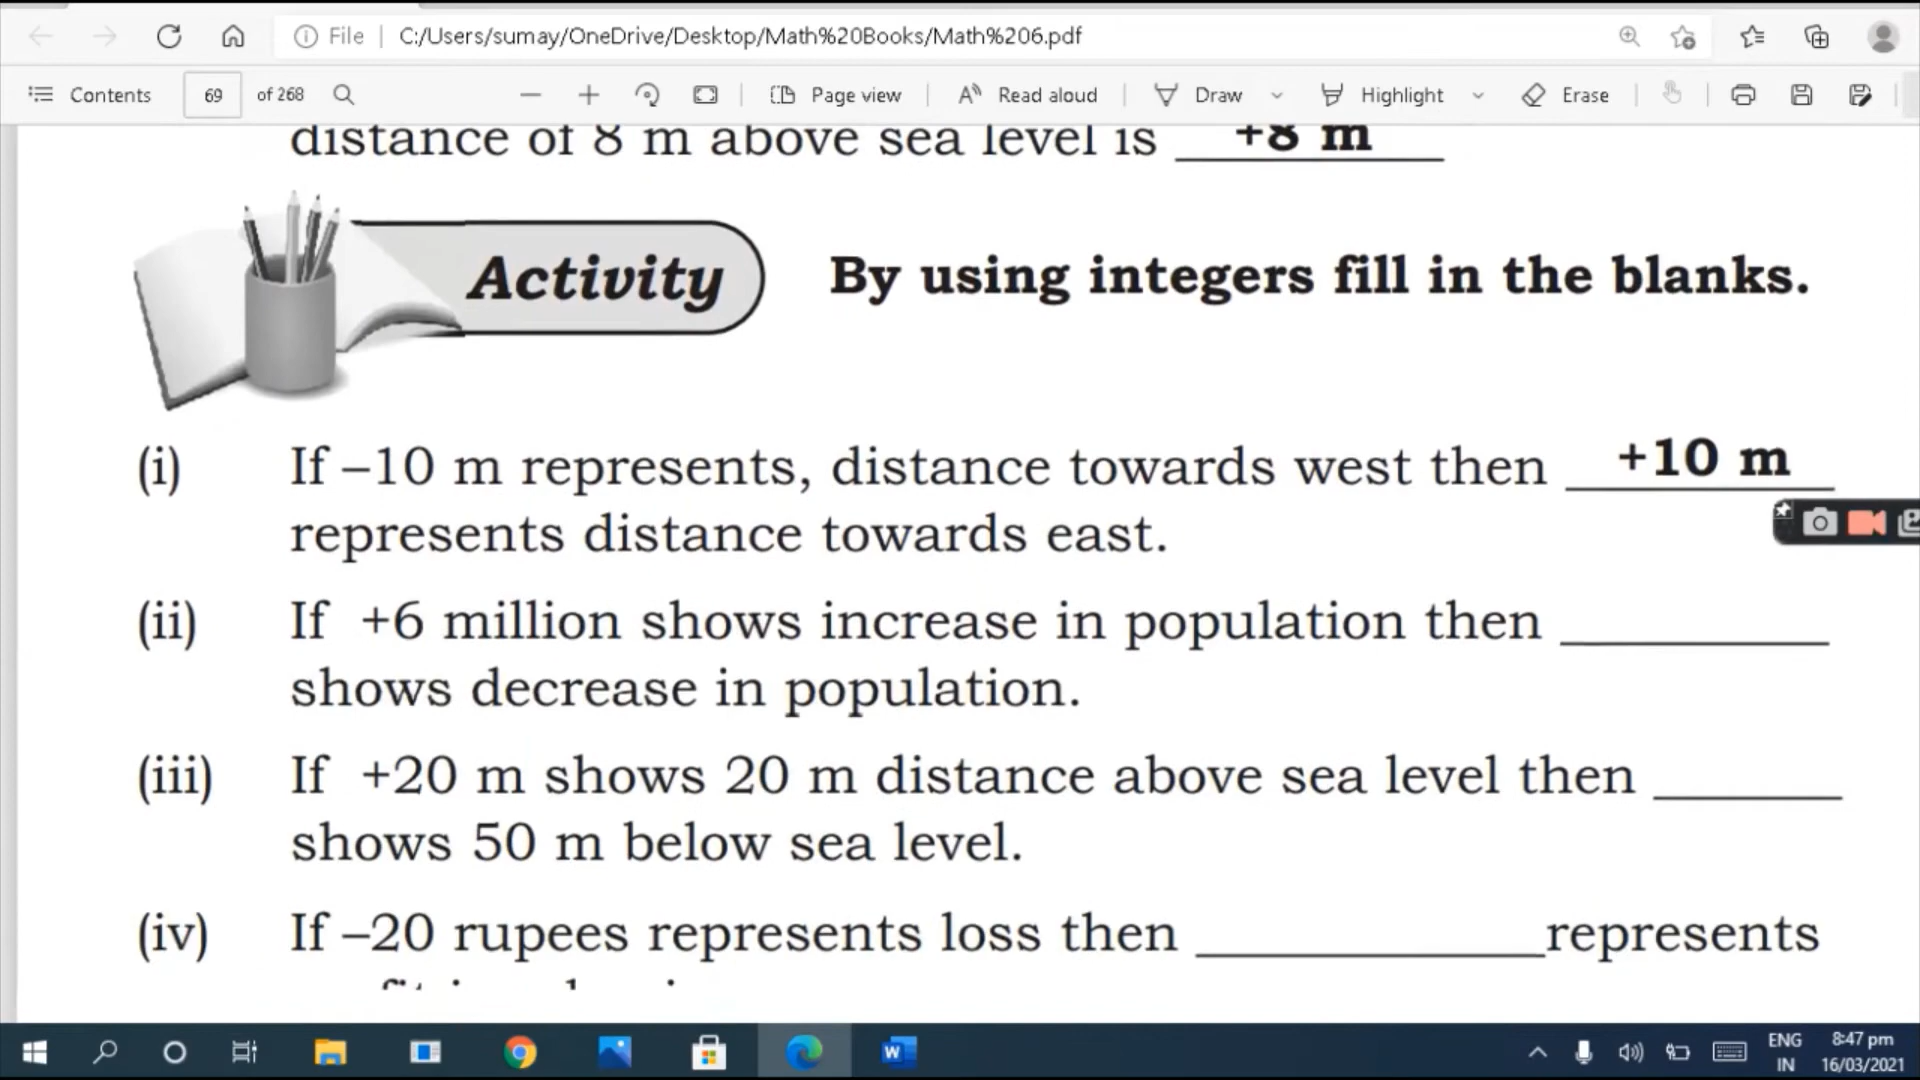 File C:/Users/sumay/OneDrive/Desktop/Math%20Books/Math%206.pdf
Contents 69 of 268 Page view Read aloud Draw Highlight Erase
distance of 8 m above sea level is +8 m
Activity By using integers fill in the blanks.
(i) If –10 m represents, distance towards west then +10 m
represents distance towards east.
(ii) If +6 million shows increase in population then ________
shows decrease in population.
(iii) If +20 m shows 20 m distance above sea level then ______
shows 50 m below sea level.
(iv) If –20 rupees represents loss then ___________represents
ENG 8:47 pm
IN 16/03/2021